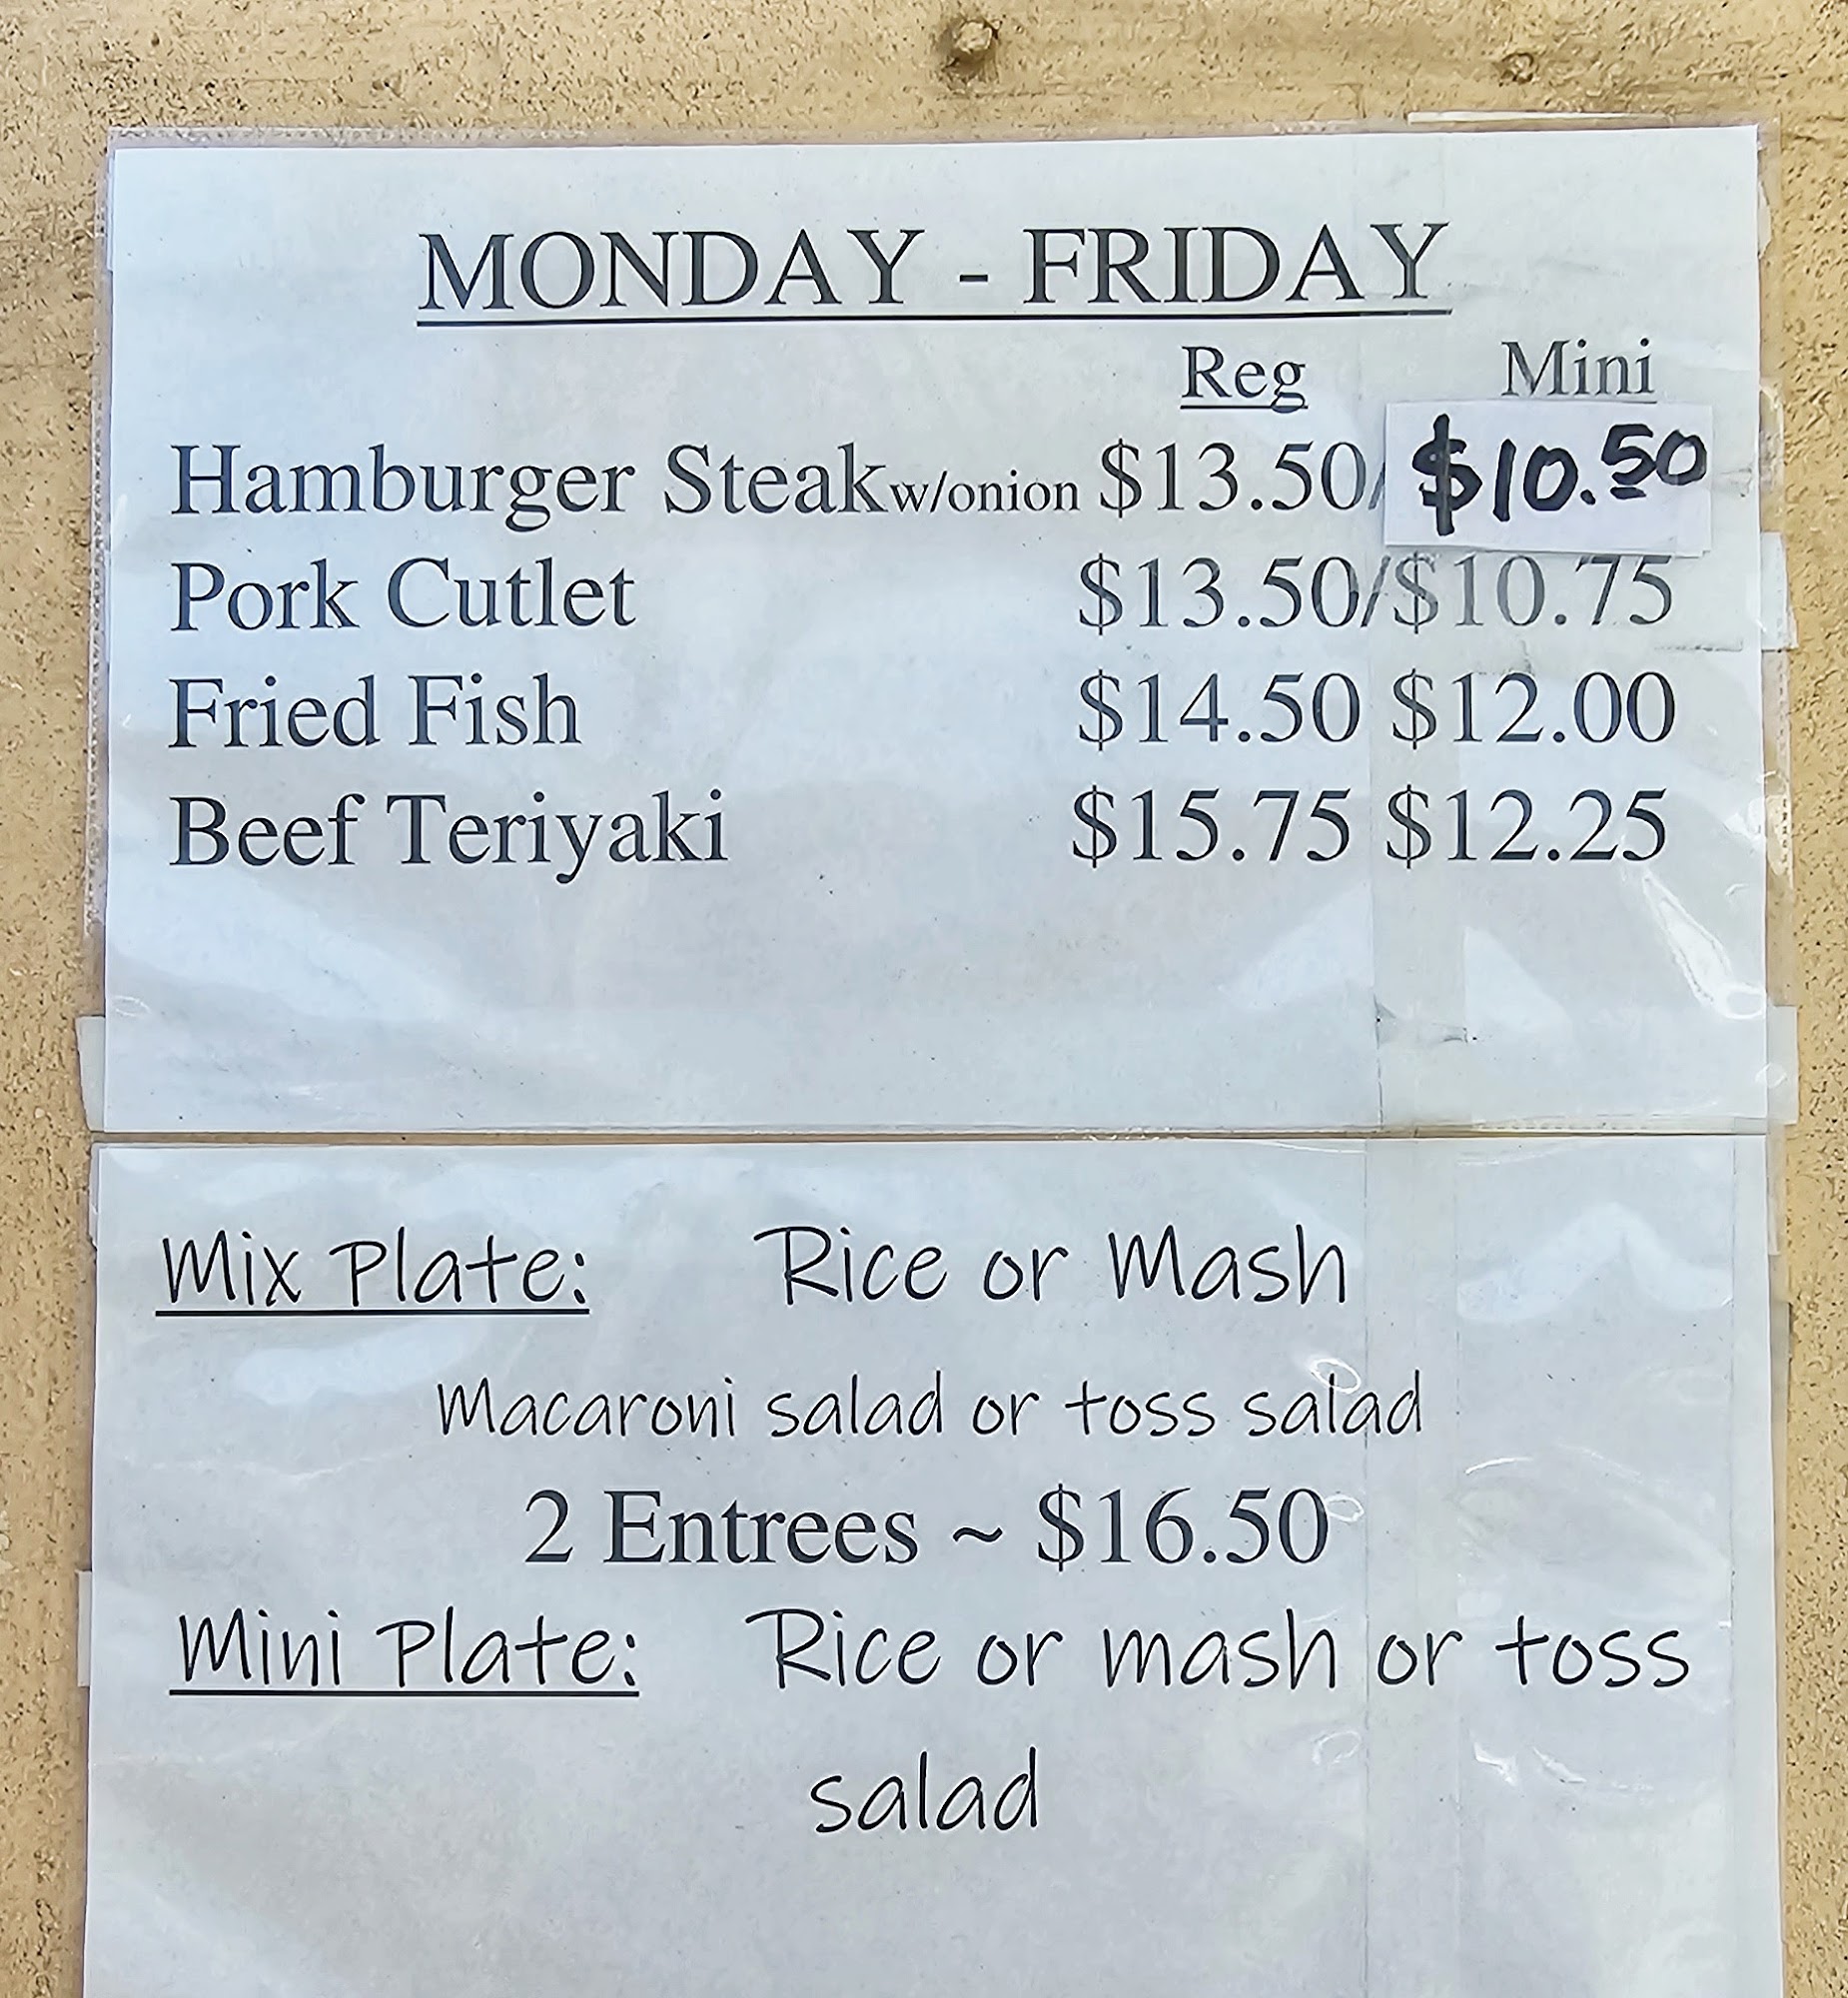 MONDAY - FRIDAY
Reg Mini
Hamburger Steak w/onion $13.50/ $10.50
Pork Cutlet $13.50/$10.75
Fried Fish $14.50 $12.00
Beef Teriyaki $15.75 $12.25
Mix Plate: Rice or Mash
Macaroni salad or toss salad
2 Entrees ~ $16.50
Mini Plate: Rice or mash or toss
salad